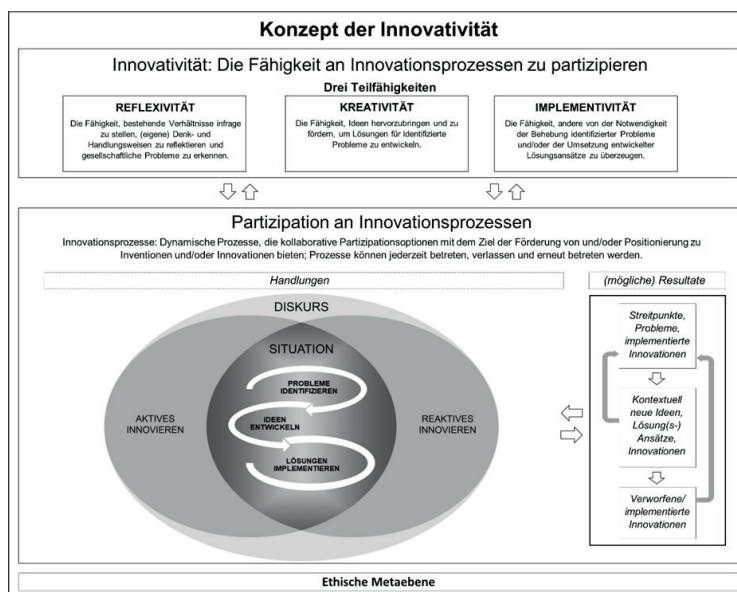 Konzept der Innovativität
Innovativität: Die Fähigkeit an Innovationsprozessen zu partizipieren
Drei Teilfähigkeiten
REFLEXIVITÄT
Die Fähigkeit, bestehende Verhältnisse infrage
zu stellen, (eigene) Denk- und
Handlungsweisen zu reflektieren und
gesellschaftliche Probleme zu erkennen.
KREATIVITÄT
Die Fähigkeit, Ideen hervorzubringen und zu
fördern, um Lösungen für identifizierte
Probleme zu entwickeln.
IMPLEMENTIVITÄT
Die Fähigkeit, andere von der Notwendigkeit
der Behebung identifizierter Probleme
und/oder der Umsetzung entwickelter
Lösungsansätze zu überzeugen.
Partizipation an Innovationsprozessen
Innovationsprozesse: Dynamische Prozesse, die kollaborative Partizipationsoptionen mit dem Ziel der Förderung von und/oder Positionierung zu
Inventionen und/oder Innovationen bieten; Prozesse können jederzeit betreten, verlassen und erneut betreten werden.
Handlungen
DISKURS
SITUATION
PROBLEME
IDENTIFIZIEREN
AKTIVES
INNOVIEREN
IDEEN
ENTWICKELN
REAKTIVES
INNOVIEREN
LÖSUNGEN
IMPLEMENTIEREN
(mögliche) Resultate
Streitpunkte,
Probleme,
implementierte
Innovationen
Kontextuell
neue Ideen,
Lösung(s-)
Ansätze,
Innovationen
Verworfene/
implementierte
Innovationen
Ethische Metaebene